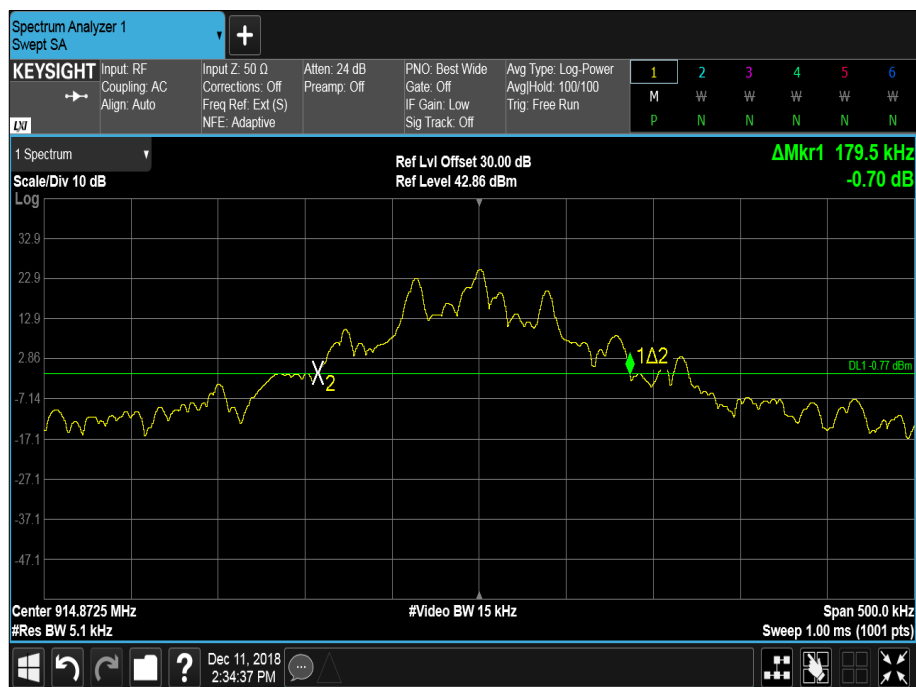 Spectrum Analyzer 1
Swept SA
+
KEYSIGHT
LXI
Input: RF
Coupling: AC
Align: Auto
Input Z: 50 Ω
Corrections: Off
Freq Ref: Ext (S)
NFE: Adaptive
Atten: 24 dB
Preamp: Off
PNO: Best Wide
Gate: Off
IF Gain: Low
Sig Track: Off
Avg Type: Log-Power
Avg|Hold: 100/100
Trig: Free Run
1 2 3 4 5 6
M W W W W W
P N N N N N
1 Spectrum
Scale/Div 10 dB
Log
Ref Lvl Offset 30.00 dB
Ref Level 42.86 dBm
ΔMkr1 179.5 kHz
-0.70 dB
32.9
22.9
12.9
2.86
-7.14
-17.1
-27.1
-37.1
-47.1
2
1Δ2
DL1 -0.77 dBm
Center 914.8725 MHz
#Res BW 5.1 kHz
#Video BW 15 kHz
Span 500.0 kHz
Sweep 1.00 ms (1001 pts)
?
Dec 11, 2018
2:34:37 PM